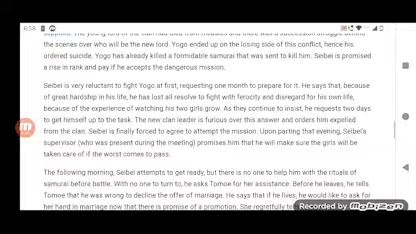 6:58
seppuku. The young lord of the clan had died from measles and there was a succession struggle behind
the scenes over who will be the new lord. Yogo ended up on the losing side of this conflict, hence his
ordered suicide. Yogo has already killed a formidable samurai that was sent to kill him. Seibei is promised
a rise in rank and pay if he accepts the dangerous mission.
Seibei is very reluctant to fight Yogo at first, requesting one month to prepare for it. He says that, because
of great hardship in his life, he has lost all resolve to fight with ferocity and disregard for his own life,
because of the experience of watching his two girls grow. As they continue to insist, he requests two days
to get himself up to the task. The new clan leader is furious over this answer and orders him expelled
from the clan. Seibei is finally forced to agree to attempt the mission. Upon parting that evening, Seibei's
supervisor (who was present during the meeting) promises him that he will make sure the girls will be
taken care of if the worst comes to pass.
The following morning, Seibei attempts to get ready, but there is no one to help him with the rituals of
samurai before battle. With no one to turn to, he asks Tomoe for her assistance. Before he leaves, he tells
Tomoe that he was wrong to decline the offer of marriage. He says that if he lives, he would like to ask for
her hand in marriage now that there is promise of a promotion. She regretfully tells
Recorded by Mobizen